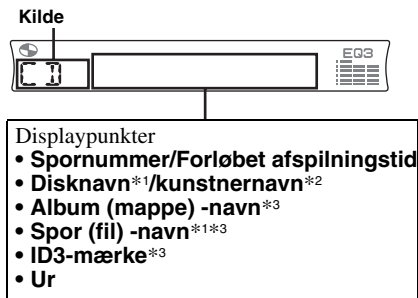 Kilde
EQ3
CD
Displaypunkter
• Spornummer/Forløbet afspilningstid
• Disknavn*1/kunstnernavn*2
• Album (mappe) -navn*3
• Spor (fil) -navn*1*3
• ID3-mærke*3
• Ur